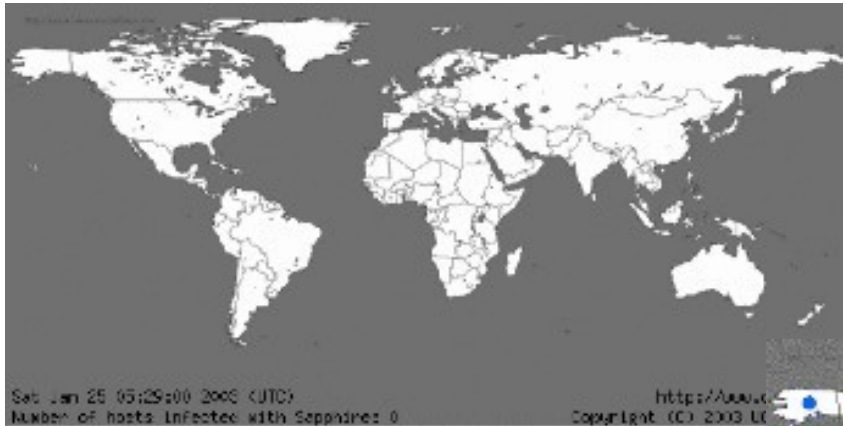 Sat Jan 25 05:29:00 2003 (UTC)
Number of hosts infected with Sapphire: 0
http://www.c
Copyright (C) 2003 UC